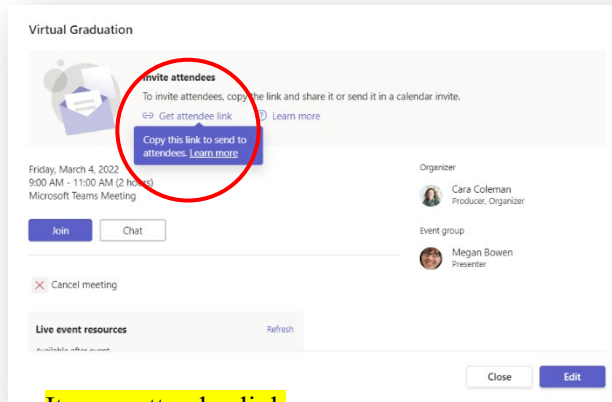 Virtual Graduation
Invite attendees
To invite attendees, copy the link and share it or send it in a calendar invite.
Get attendee link
Learn more
Copy this link to send to
attendees. Learn more
Friday, March 4, 2022
9:00 AM - 11:00 AM (2 hours)
Microsoft Teams Meeting
Join
Chat
Organizer
Cara Coleman
Producer, Organizer
Event group
Megan Bowen
Presenter
Cancel meeting
Live event resources
Refresh
Available after event
Close
Edit